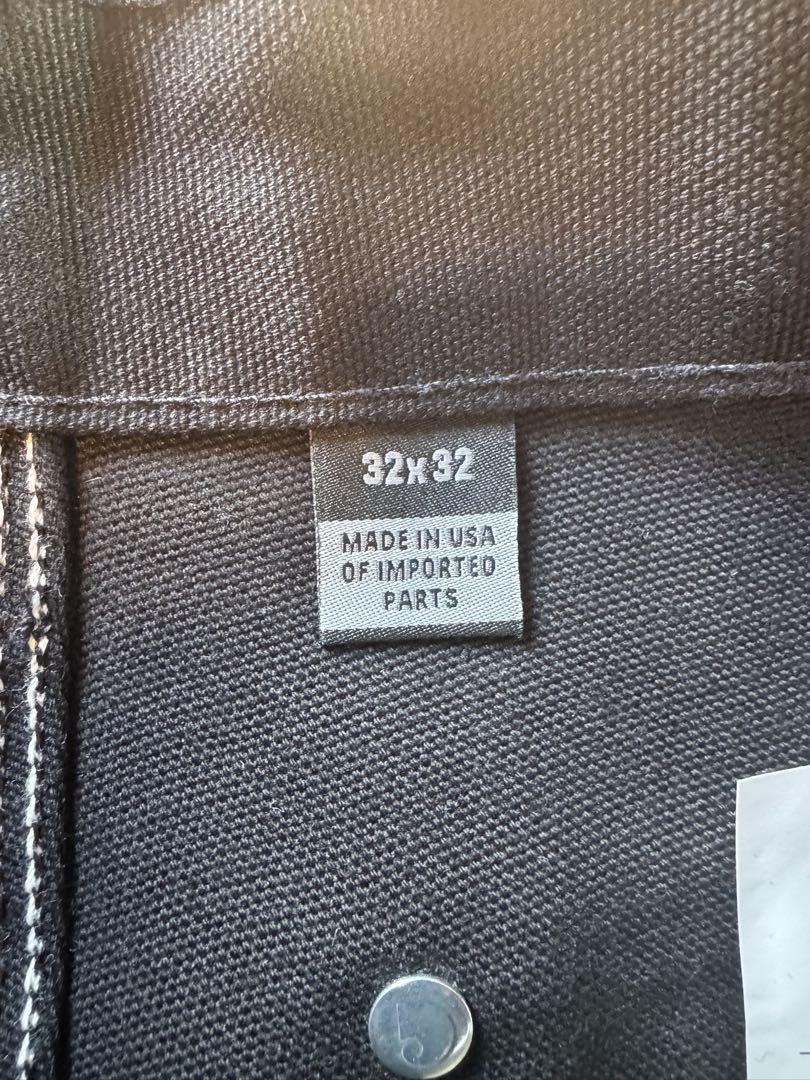 32x32
MADE IN USA
OF IMPORTED
PARTS